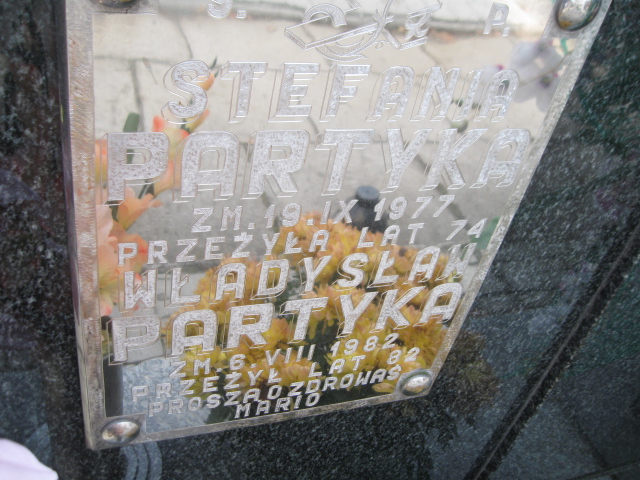 Ś. P.
STEFANIA
PARTYKA
ZM. 19. IX 1977
PRZEŻYŁA LAT 74
WŁADYSŁAW
PARTYKA
ZM. 6 VIII 1982
PRZEŻYŁ LAT 82
PROSZĄ O ZDROWAŚ
MARIO